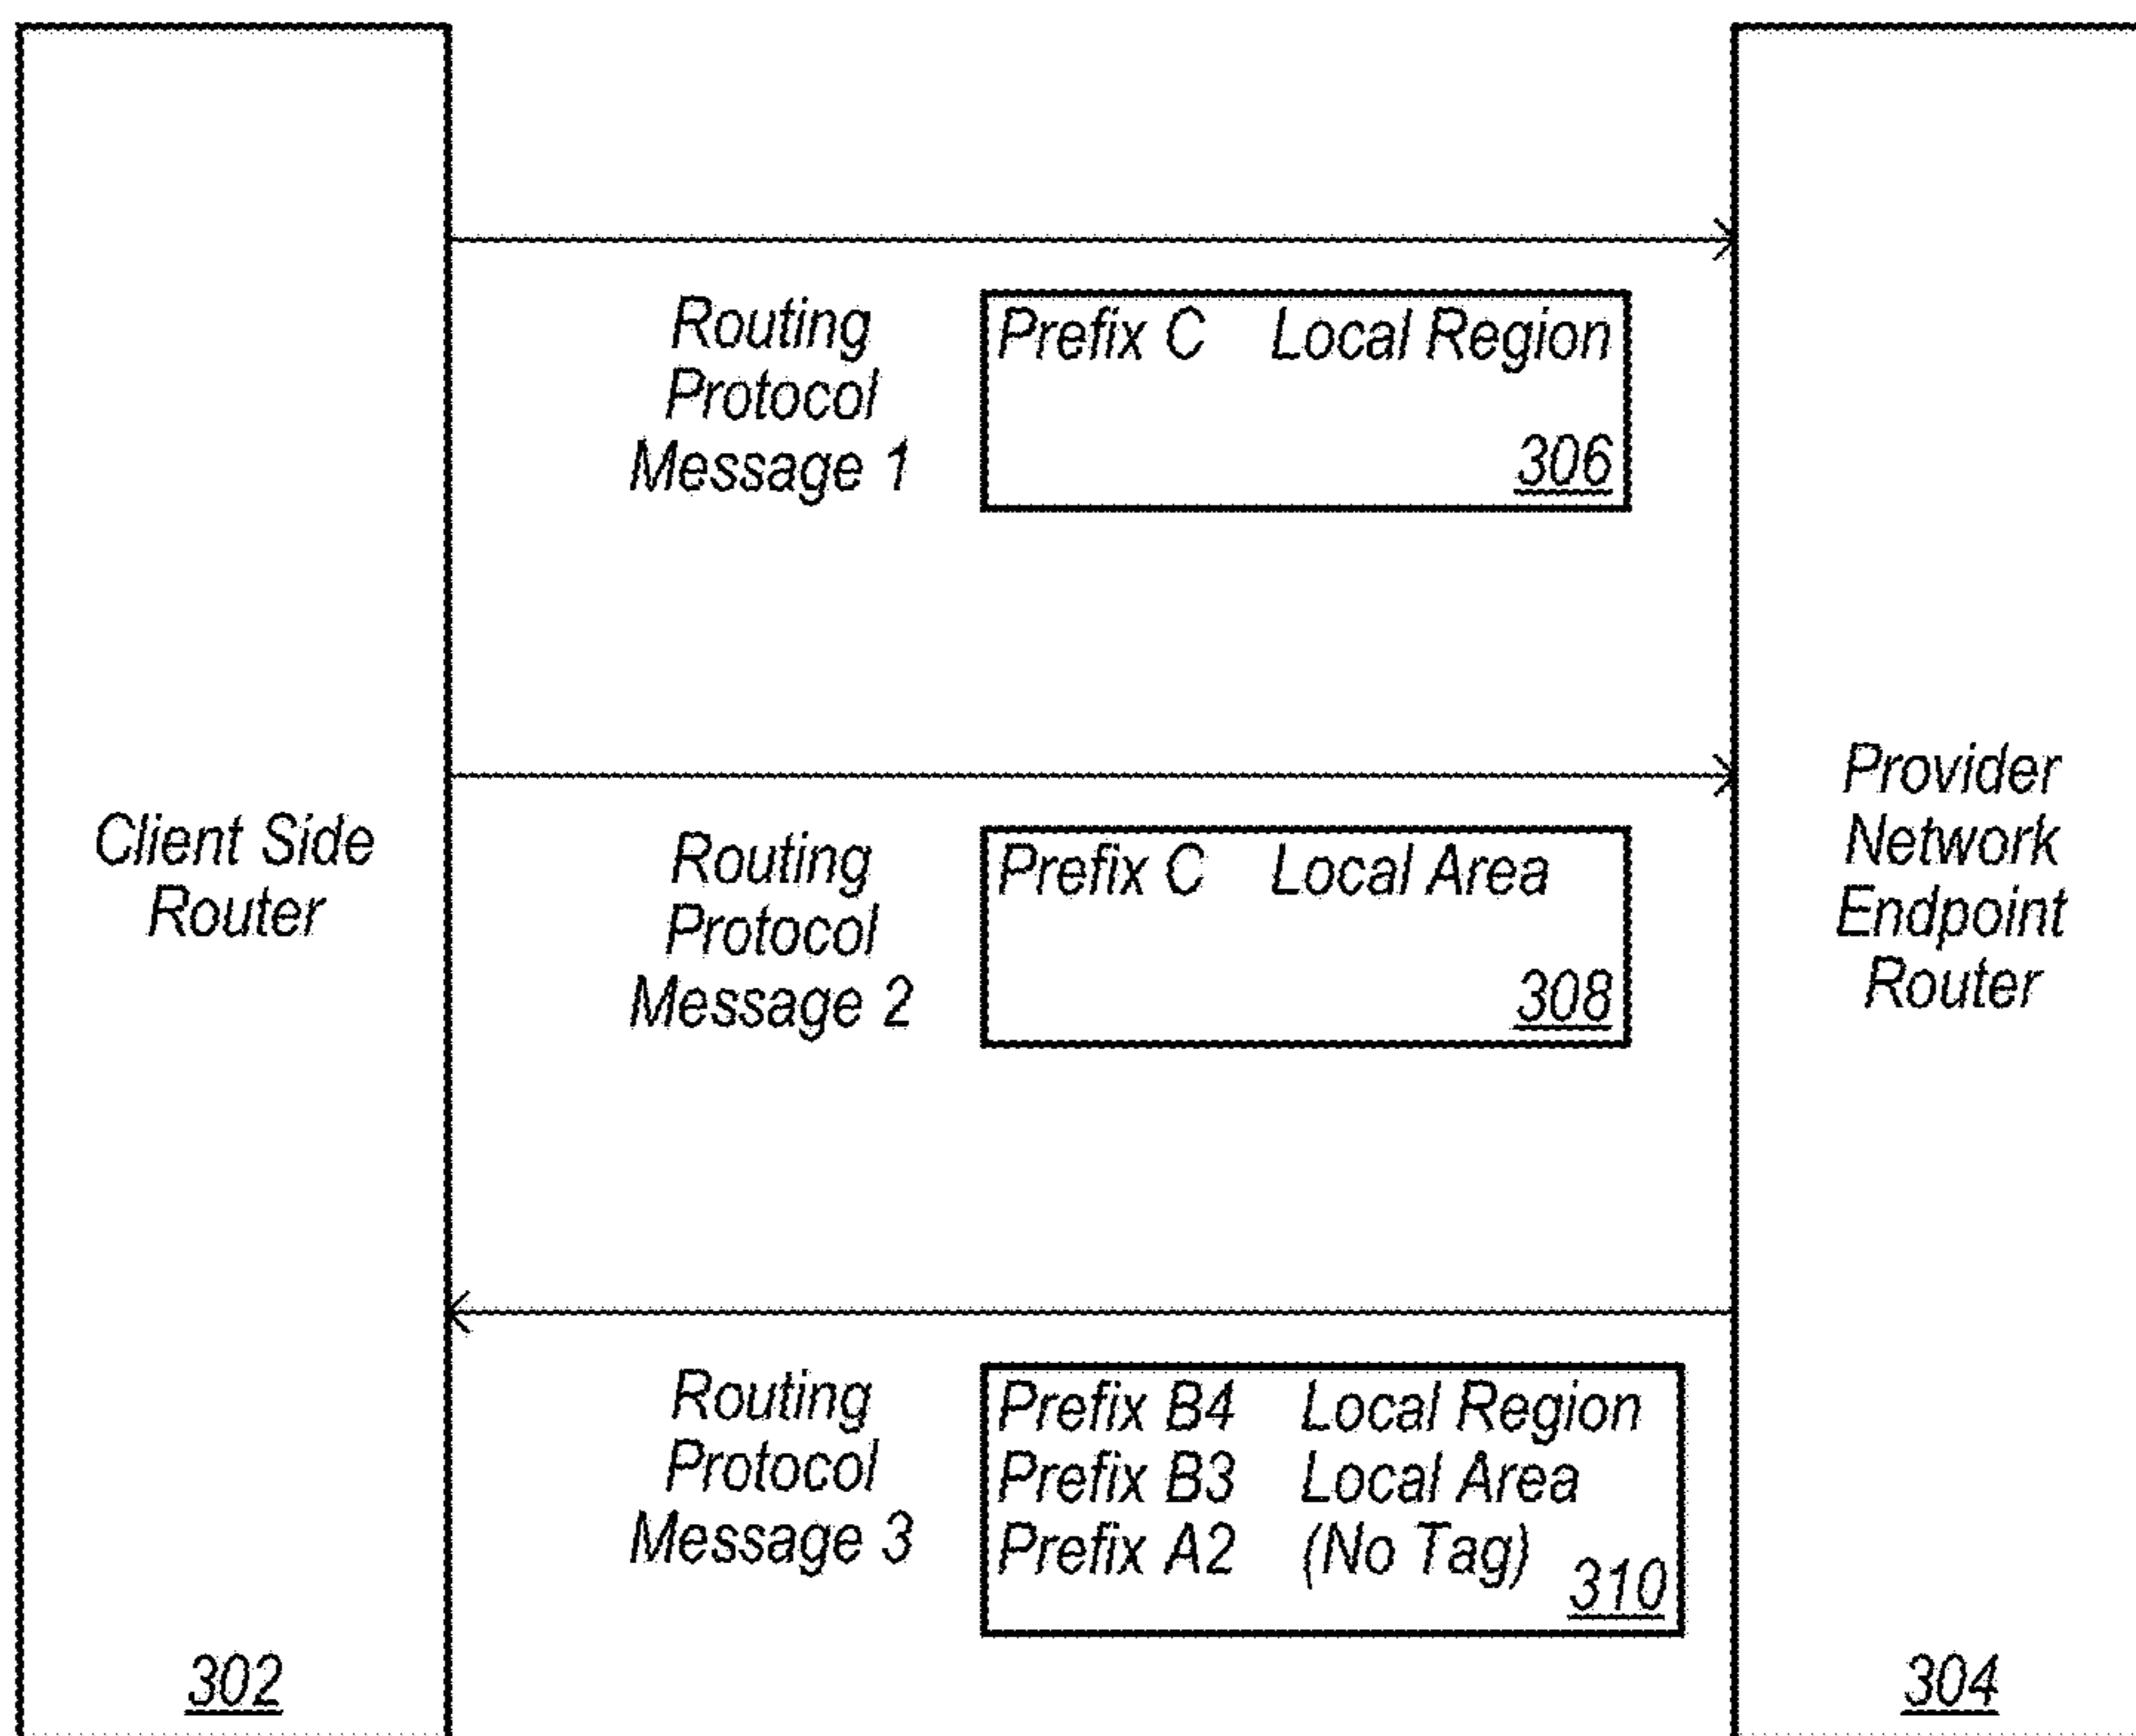 Client Side
Router
302
Routing
Protocol
Message 1
Prefix C Local Region
306
Routing
Protocol
Message 2
Prefix C Local Area
308
Routing
Protocol
Message 3
Prefix B4 Local Region
Prefix B3 Local Area
Prefix A2 (No Tag)
310
Provider
Network
Endpoint
Router
304